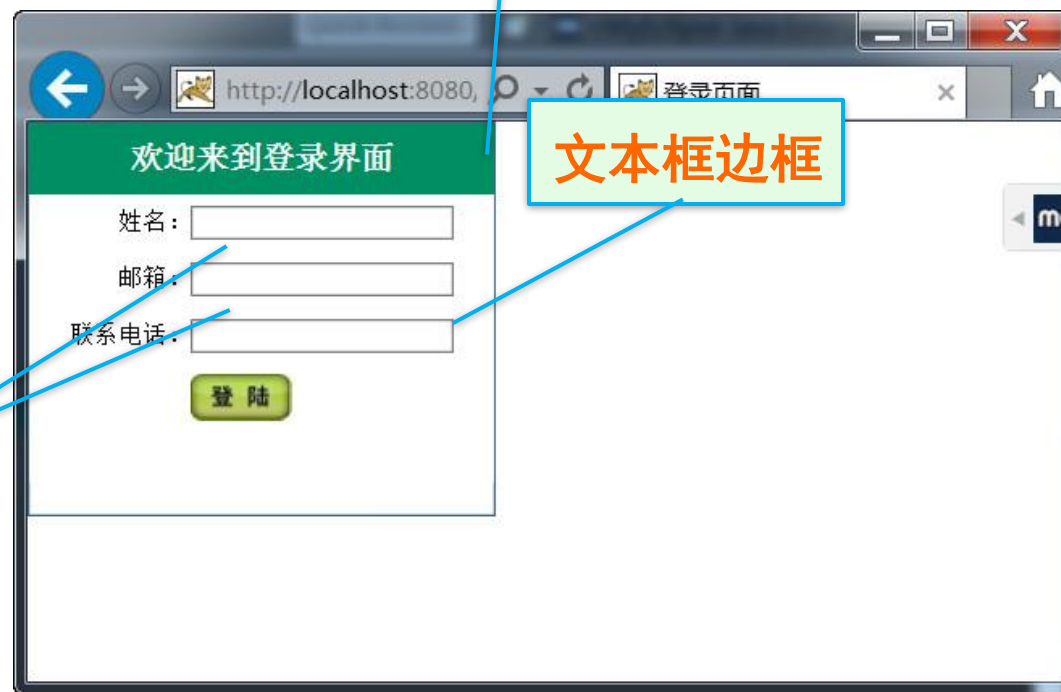 http://localhost:8080,
登录页面
文本框边框
欢迎来到登录界面
姓名：
邮箱：
联系电话：
登 陆